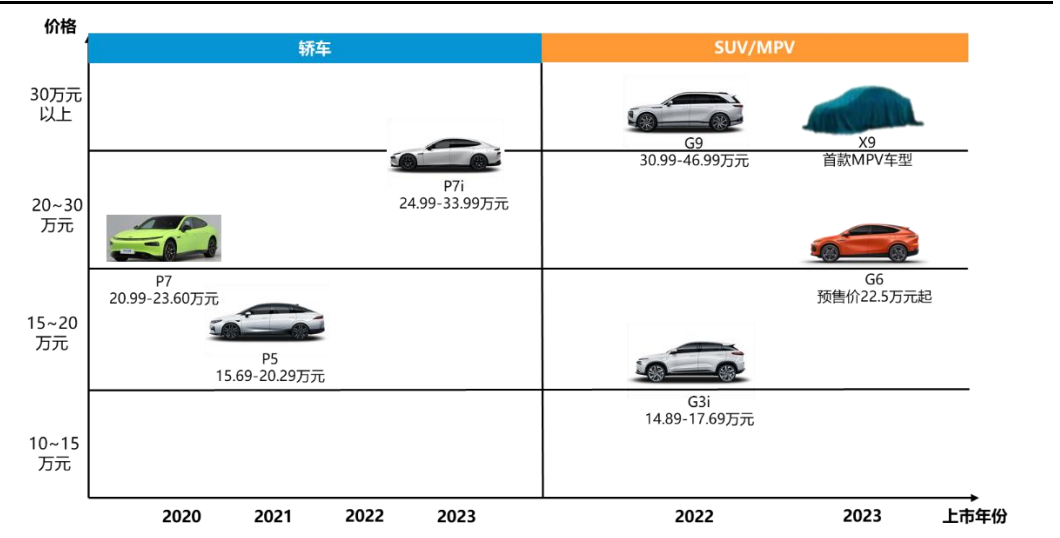 价格
轿车
SUV/MPV
30万元
以上
G9
30.99-46.99万元
X9
首款MPV车型
P7i
24.99-33.99万元
20~30
万元
P7
20.99-23.60万元
G6
预售价22.5万元起
15~20
万元
P5
15.69-20.29万元
G3i
14.89-17.69万元
10~15
万元
2020
2021
2022
2023
2022
2023
上市年份